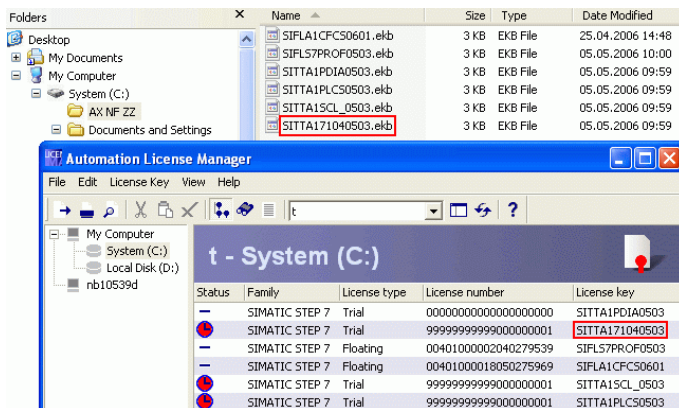 Folders × Name Size Type Date Modified
Desktop
My Documents
My Computer
System (C:)
AX NF ZZ
Documents and Settings
SIFLA1CFCS0601.ekb 3 KB EKB File 25.04.2006 14:48
SIFLS7PROF0503.ekb 3 KB EKB File 05.05.2006 10:00
SITTA1PDIA0503.ekb 3 KB EKB File 05.05.2006 09:59
SITTA1PLCS0503.ekb 3 KB EKB File 05.05.2006 09:59
SITTA1SCL_0503.ekb 3 KB EKB File 05.05.2006 09:59
SITTA171040503.ekb 3 KB EKB File 05.05.2006 09:59
Automation License Manager
File Edit License Key View Help
t
My Computer
System (C:)
Local Disk (D:)
nb10539d
t - System (C:)
Status Family License type License number License key
SIMATIC STEP 7 Trial 00000000000000000000 SITTA1PDIA0503
SIMATIC STEP 7 Trial 99999999999000000001 SITTA171040503
SIMATIC STEP 7 Floating 00401000002040279539 SIFLS7PROF0503
SIMATIC STEP 7 Floating 00401000018050275969 SIFLA1CFCS0601
SIMATIC STEP 7 Trial 99999999999000000001 SITTA1SCL_0503
SIMATIC STEP 7 Trial 99999999999000000001 SITTA1PLCS0503